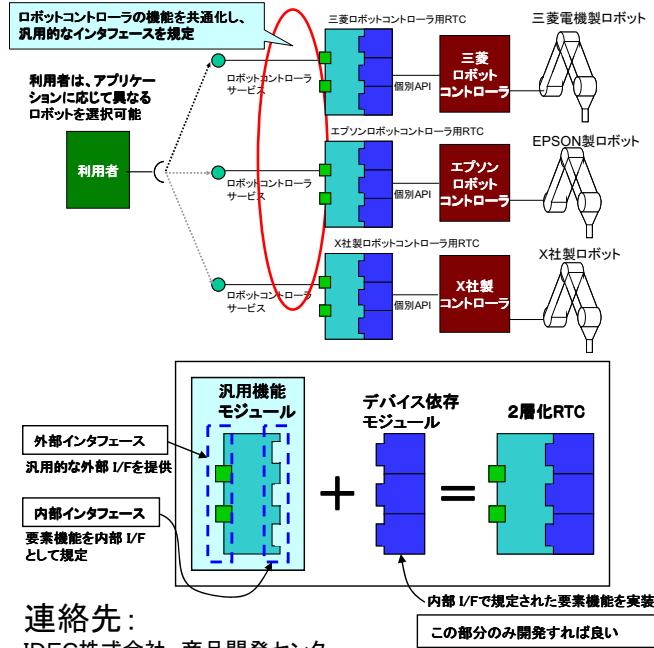 ロボットコントローラの機能を共通化し、
汎用的なインタフェースを規定
三菱ロボットコントローラ用RTC
三菱電機製ロボット
利用者は、アプリケー
ションに応じて異なる
ロボットを選択可能
ロボットコントローラ
サービス
個別API
三菱
ロボット
コントローラ
エプソンロボットコントローラ用RTC
EPSON製ロボット
利用者
ロボットコントローラ
サービス
個別API
エプソン
ロボット
コントローラ
X社製ロボットコントローラ用RTC
X社製ロボット
ロボットコントローラ
サービス
個別API
X社製
コントローラ
汎用機能
モジュール
デバイス依存
モジュール
2層化RTC
外部インタフェース
汎用的な外部 I/Fを提供
内部インタフェース
要素機能を内部 I/F
として規定
内部 I/Fで規定された要素機能を実装
この部分のみ開発すれば良い
連絡先:
IDEC株式会社 商品開発センタ